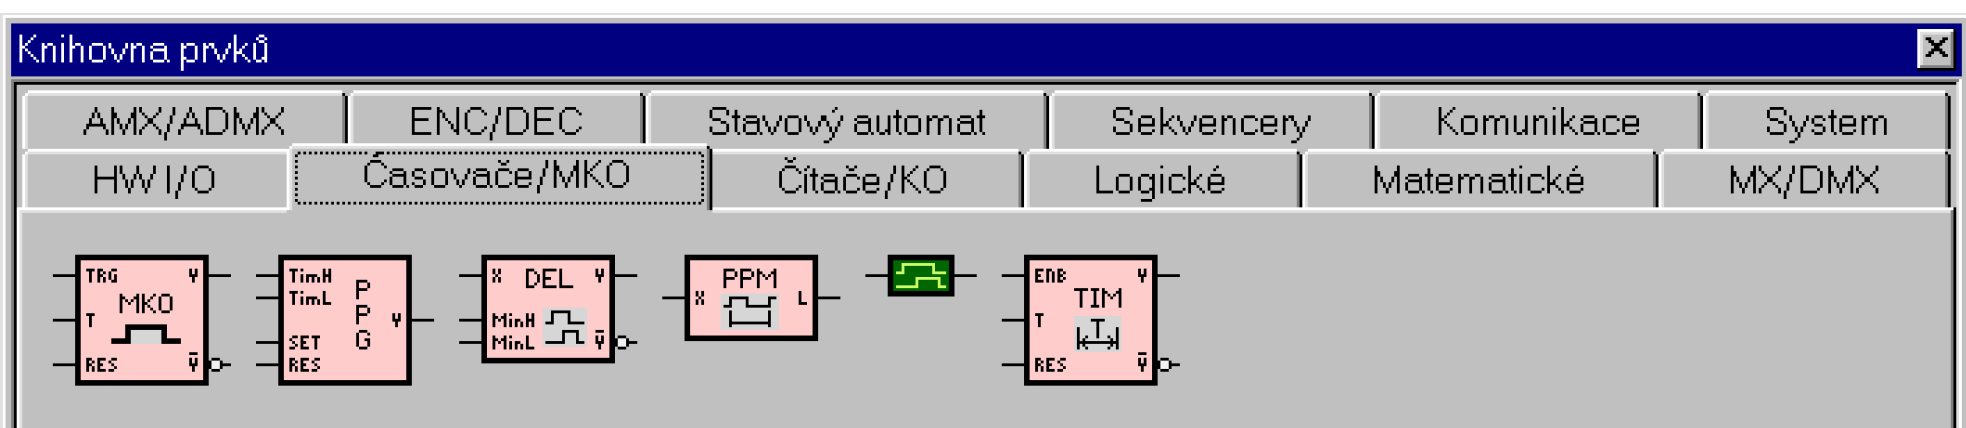 Knihovna prvků
AMX/ADMX ENC/DEC Stavový automat Sekvencery Komunikace System
HW I/O Časovače/MKO Čítače/KO Logické Matematické MX/DMX
TRG Y
MKO
T
RES Y
TimH
TimL
PPG
Y
SET
RES
X DEL Y
MinH
MinL Y
PPM
X L
ENB Y
TIM
T
T
RES Y